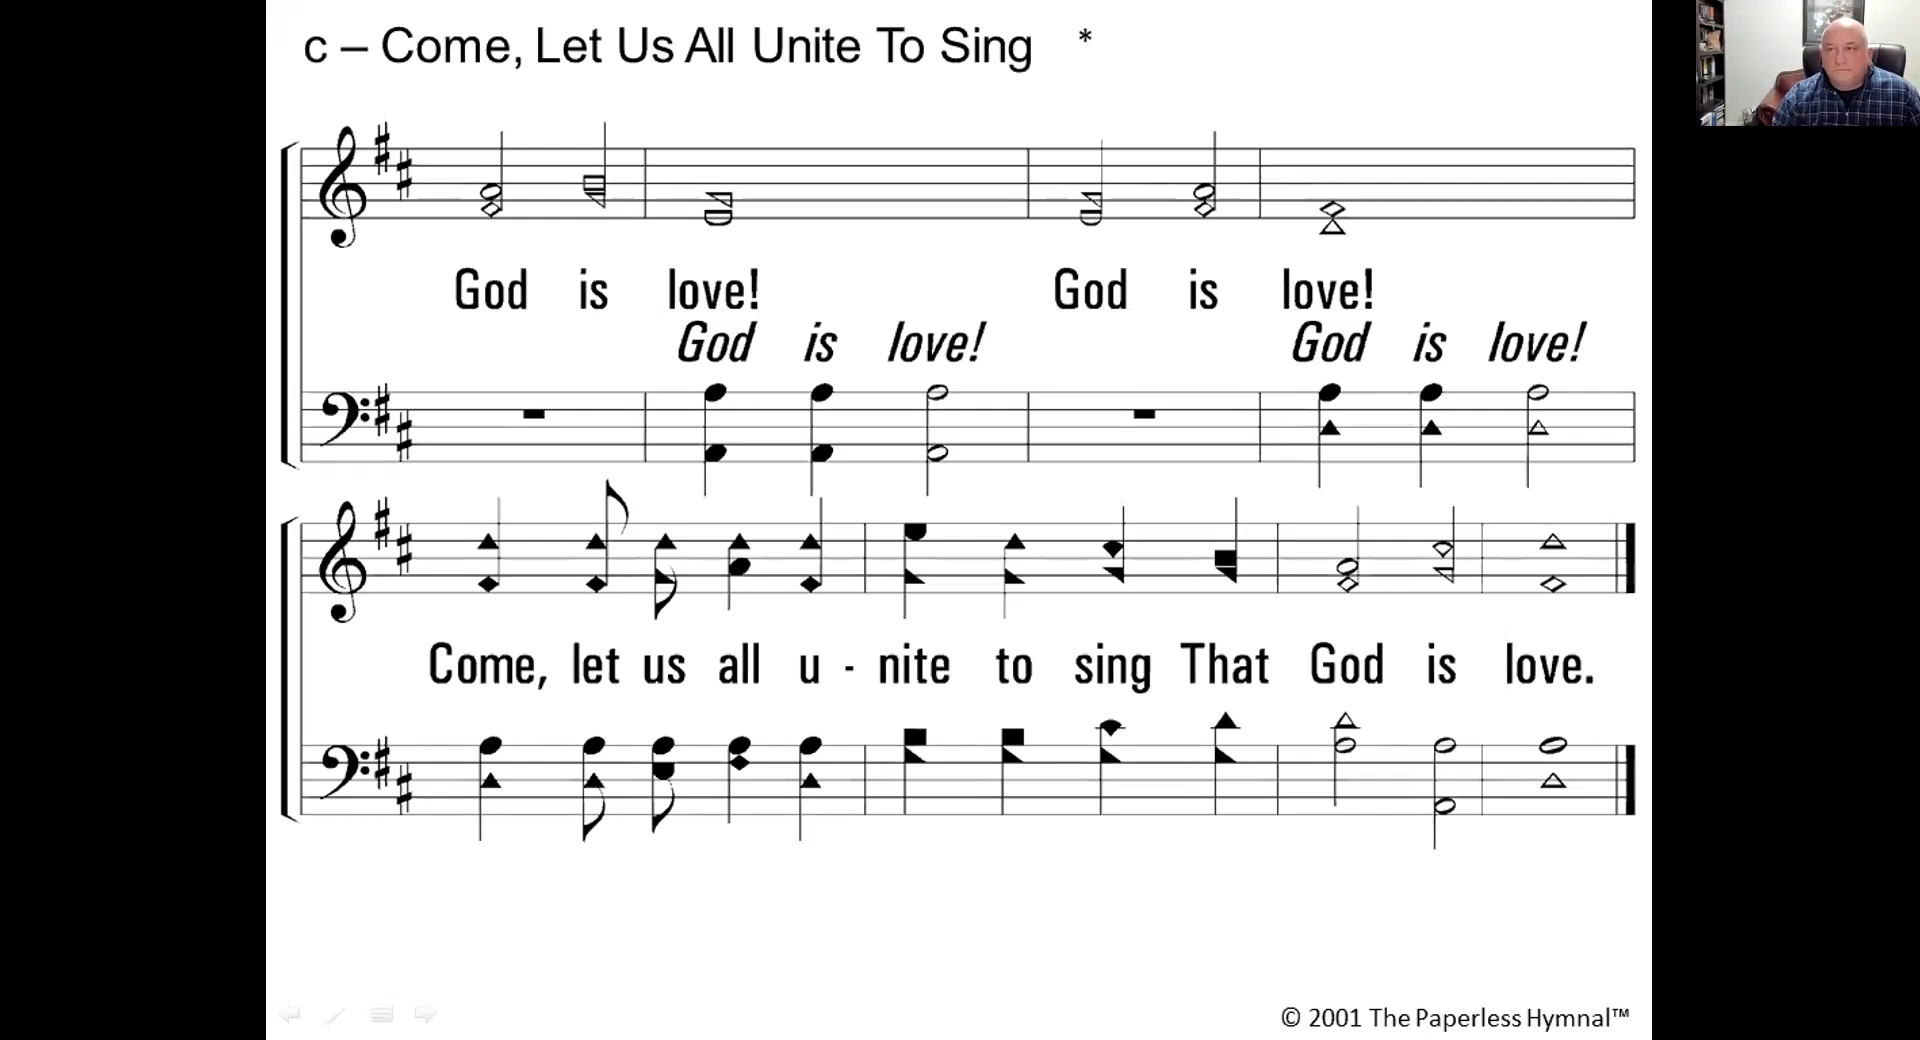 c – Come, Let Us All Unite To Sing *
God is love! God is love!
God is love! God is love!
Come, let us all u - nite to sing That God is love.
© 2001 The Paperless Hymnal™